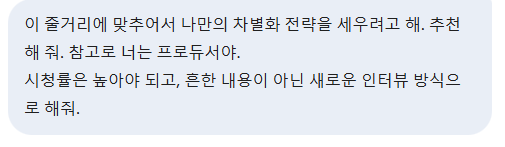 이 줄거리에 맞추어서 나만의 차별화 전략을 세우려고 해. 추천
해 줘. 참고로 너는 프로듀서야.
시청률은 높아야 되고, 흔한 내용이 아닌 새로운 인터뷰 방식으
로 해줘.